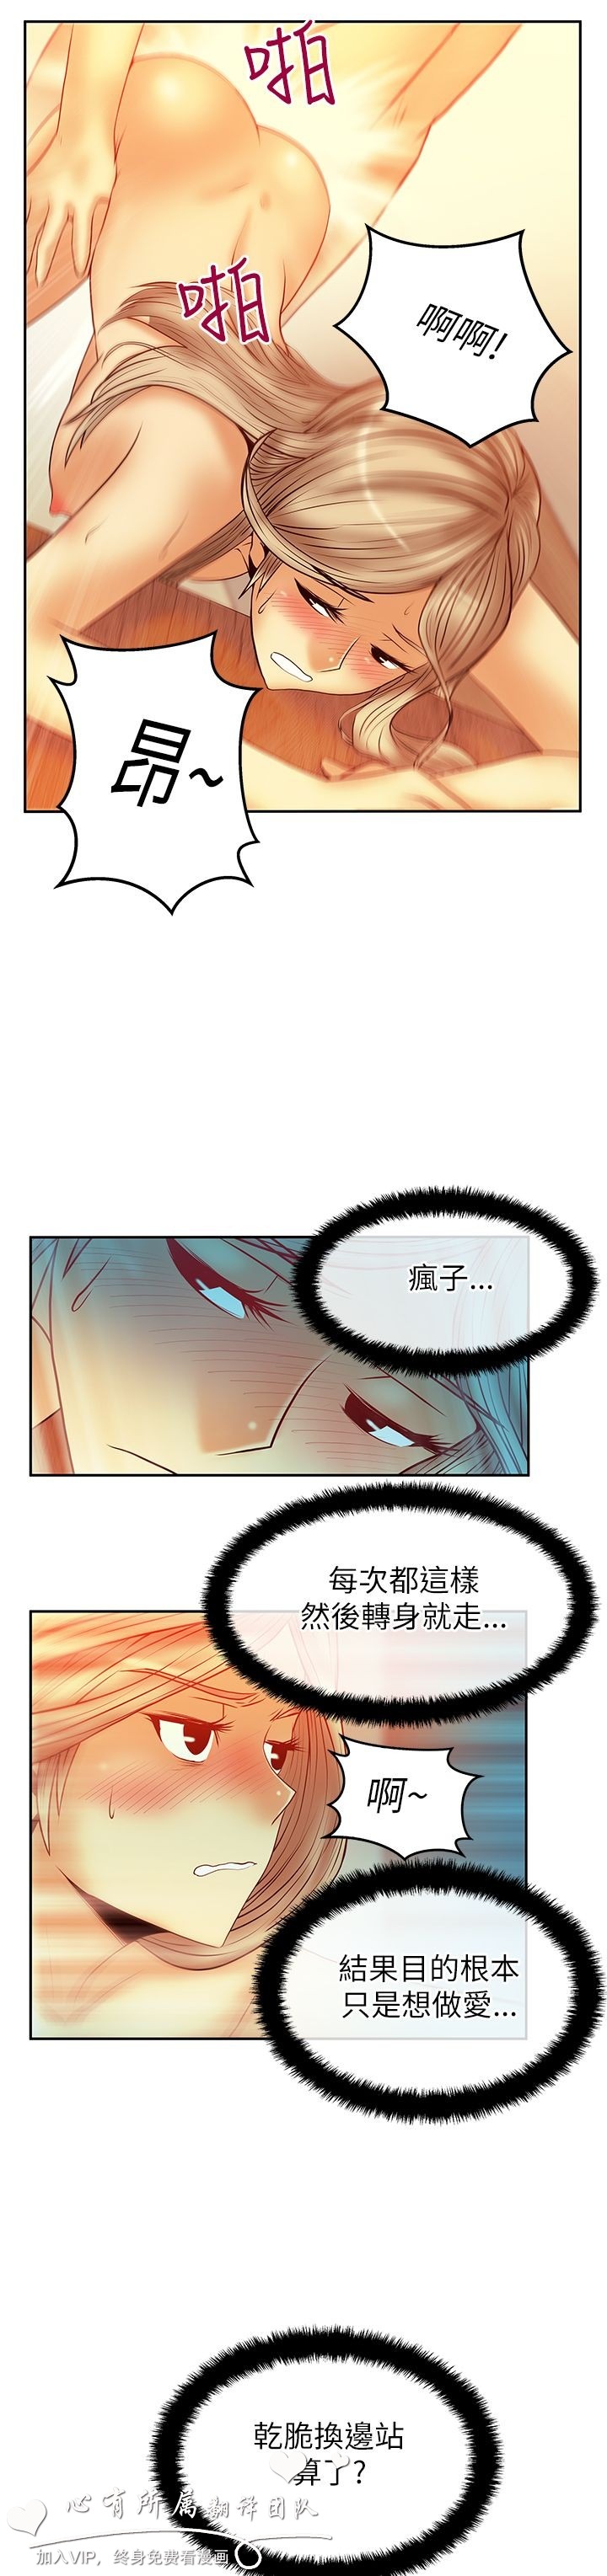 啪
啪
啊啊!
昂~
瘋子...
每次都這樣
然後轉身就走...
啊~
結果目的根本
只是想做愛...
乾脆換邊站
算了?
心有所属翻译团队
加入VIP，终身免费看漫画